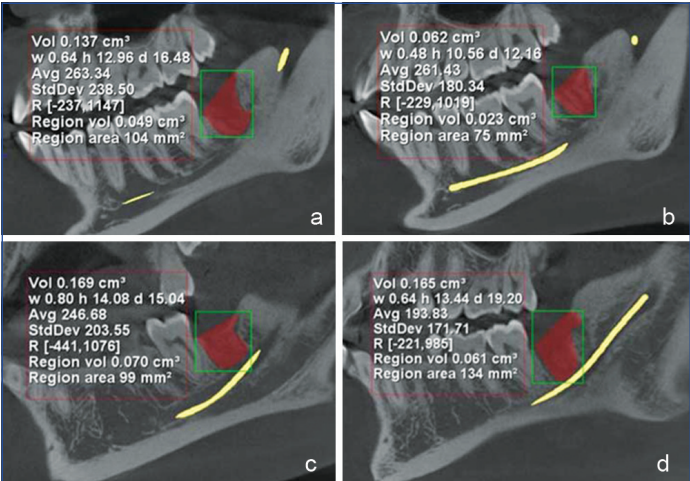 Vol 0.137 cm³
w 0.64 h 12.96 d 16.48
Avg 263.34
StdDev 238.50
R [-237,1147]
Region vol 0.049 cm³
Region area 104 mm²
a
Vol 0.062 cm³
w 0.48 h 10.56 d 12.16
Avg 261.43
StdDev 180.34
R [-229,1019]
Region vol 0.023 cm³
Region area 75 mm²
b
Vol 0.169 cm³
w 0.80 h 14.08 d 15.04
Avg 246.68
StdDev 203.55
R [-441,1076]
Region vol 0.070 cm³
Region area 99 mm²
c
Vol 0.165 cm³
w 0.64 h 13.44 d 19.20
Avg 193.83
StdDev 171.71
R [-221,985]
Region vol 0.061 cm³
Region area 134 mm²
d